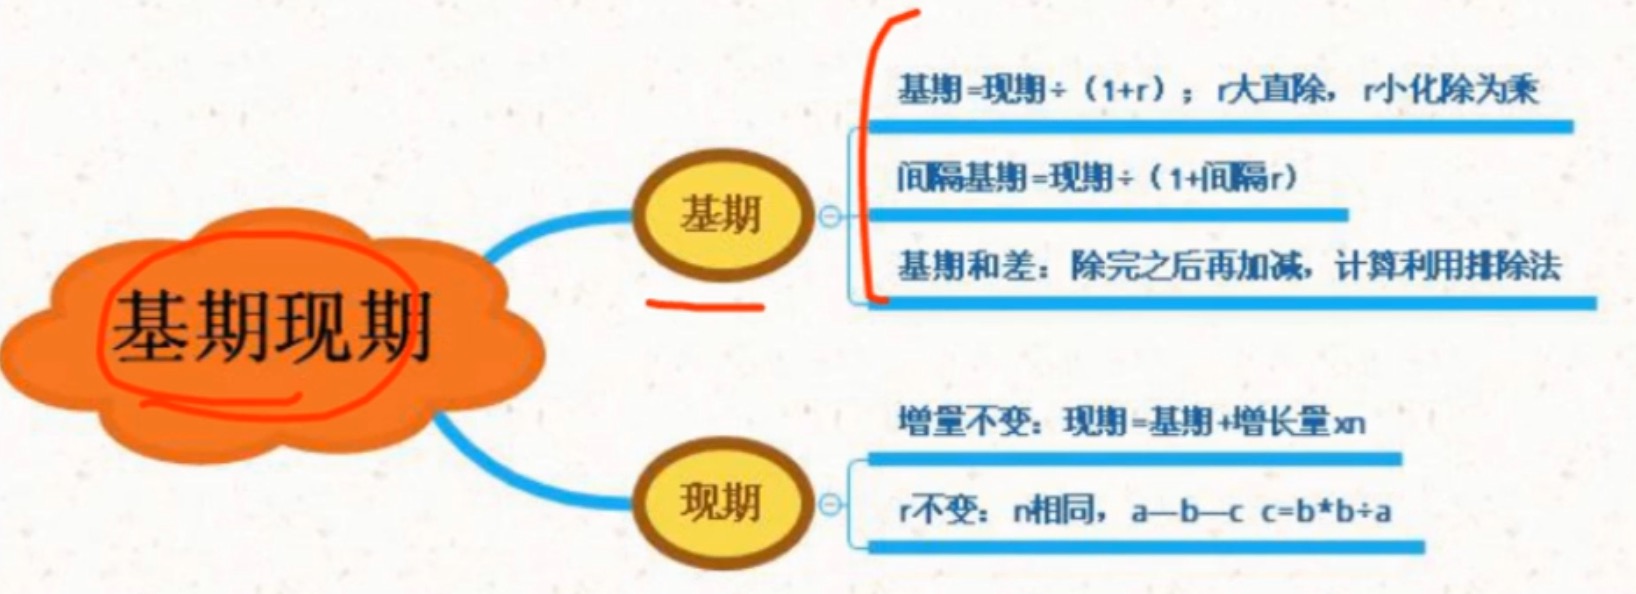 基期现期
基期
基期=现期÷（1+r）；r大直除，r小化除为乘
间隔基期=现期÷（1+间隔r）
基期和差：除完之后再加减，计算利用排除法
现期
增量不变：现期=基期+增长量xn
r不变：n相同，a—b—c c=b*b÷a